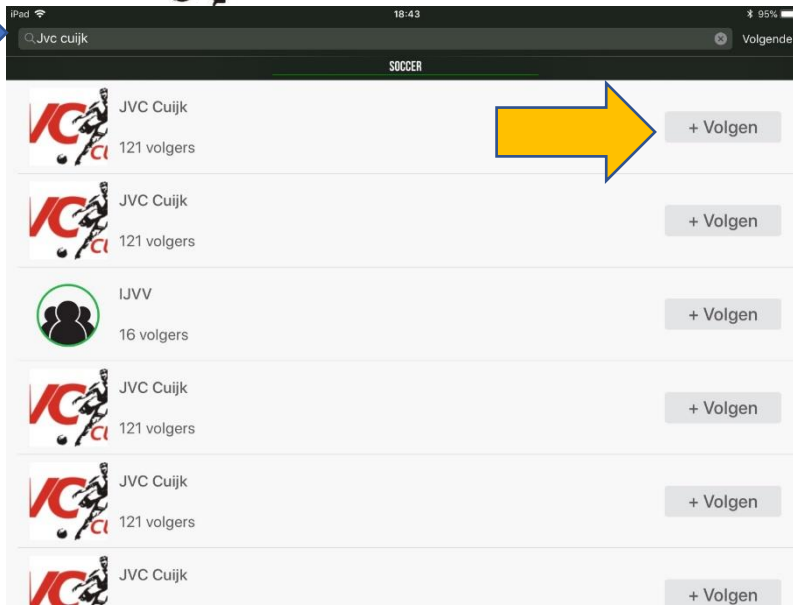 iPad 18:43 95%
Jvc cuijk Volgende
SOCCER
JVC Cuijk
121 volgers
+ Volgen
JVC Cuijk
121 volgers
+ Volgen
IJVV
16 volgers
+ Volgen
JVC Cuijk
121 volgers
+ Volgen
JVC Cuijk
121 volgers
+ Volgen
JVC Cuijk
+ Volgen